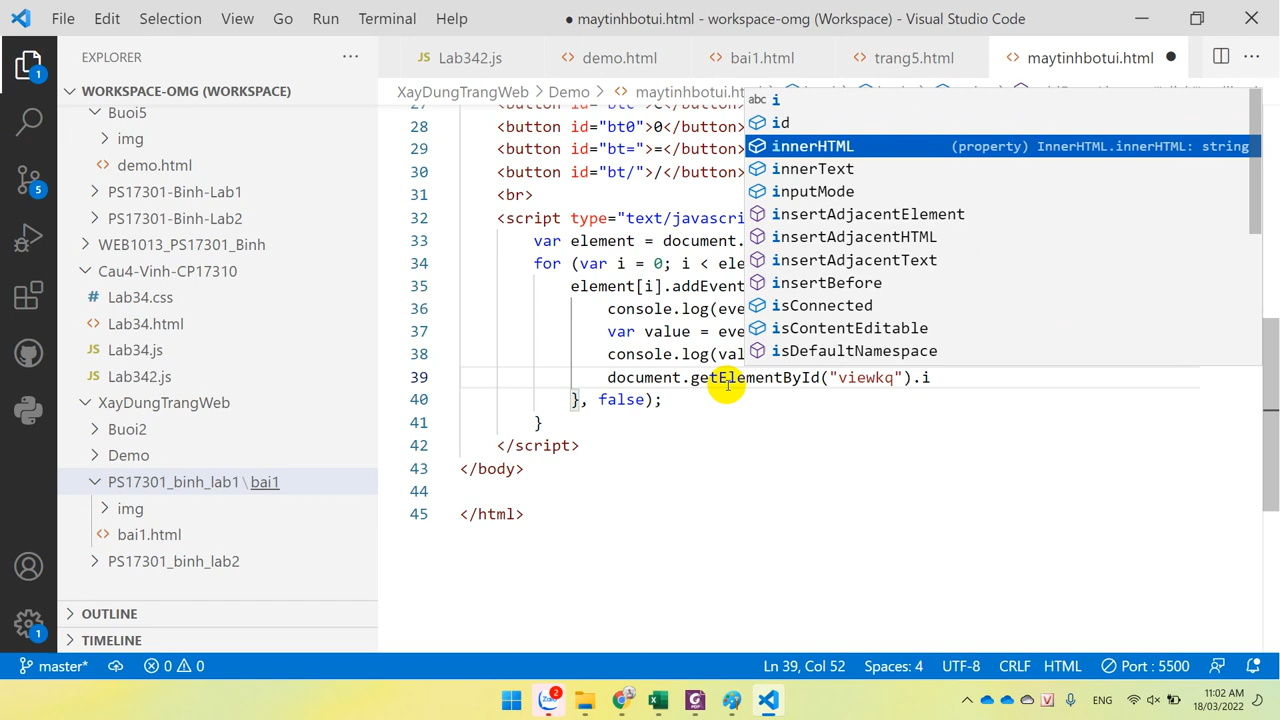 File Edit Selection View Go Run Terminal Help ● maytinhbotui.html - workspace-omg (Workspace) - Visual Studio Code
EXPLORER
Lab342.js demo.html bai1.html trang5.html maytinhbotui.html
WORKSPACE-OMG (WORKSPACE)
Buoi5
img
demo.html
PS17301-Binh-Lab1
PS17301-Binh-Lab2
WEB1013_PS17301_Binh
Cau4-Vinh-CP17310
Lab34.css
Lab34.html
Lab34.js
Lab342.js
XayDungTrangWeb
Buoi2
Demo
PS17301_binh_lab1\bai1
img
bai1.html
PS17301_binh_lab2
OUTLINE
TIMELINE
XayDungTrangWeb > Demo > maytinhbotui.ht
28 <button id="bt0">0</button>
29 <button id="bt=">=</button>
30 <button id="bt/">/</button>
31 <br>
32 <script type="text/javascri
33 var element = document.
34 for (var i = 0; i < ele
35 element[i].addEvent
36 console.log(eve
37 var value = eve
38 console.log(val
39 document.getElementById("viewkq").i
40 }, false);
41 }
42 </script>
43 </body>
44
45 </html>
abc i
id
innerHTML (property) InnerHTML.innerHTML: string
innerText
inputMode
insertAdjacentElement
insertAdjacentHTML
insertAdjacentText
insertBefore
isConnected
isContentEditable
isDefaultNamespace
1
5
1
master* 0 0 Ln 39, Col 52 Spaces: 4 UTF-8 CRLF HTML Port : 5500
Zalo 2 PDF V ENG 11:02 AM
18/03/2022